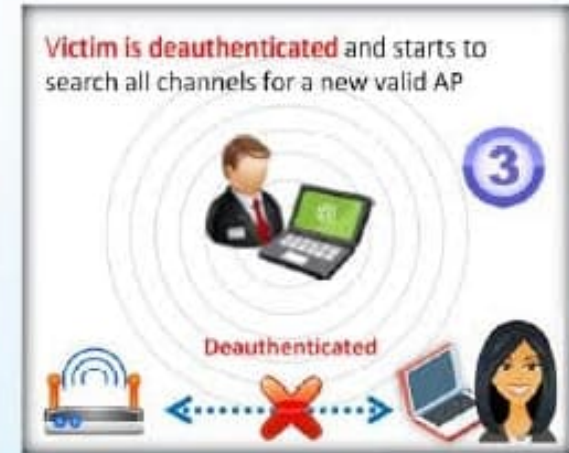 Victim is deauthenticated and starts to
search all channels for a new valid AP
3
Deauthenticated